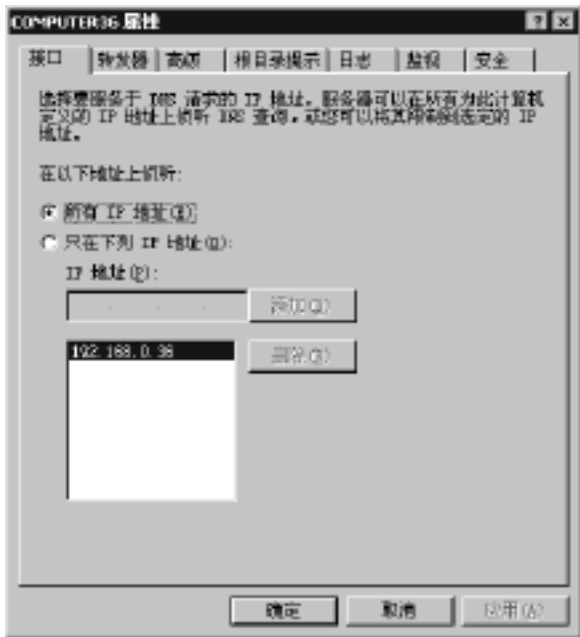 COMPUTER36 属性
接口 转发器 高级 根目录提示 日志 监视 安全
选择要服务于 DNS 请求的 IP 地址。服务器可以在所有为此计算机
定义的 IP 地址上侦听 DNS 查询，或您可以将其限制到选定的 IP
地址。
在以下地址上侦听:
所有 IP 地址(A)
只在下列 IP 地址(O):
IP 地址(P):
添加(D)
192.168.0.36
删除(R)
确定 取消 应用(A)